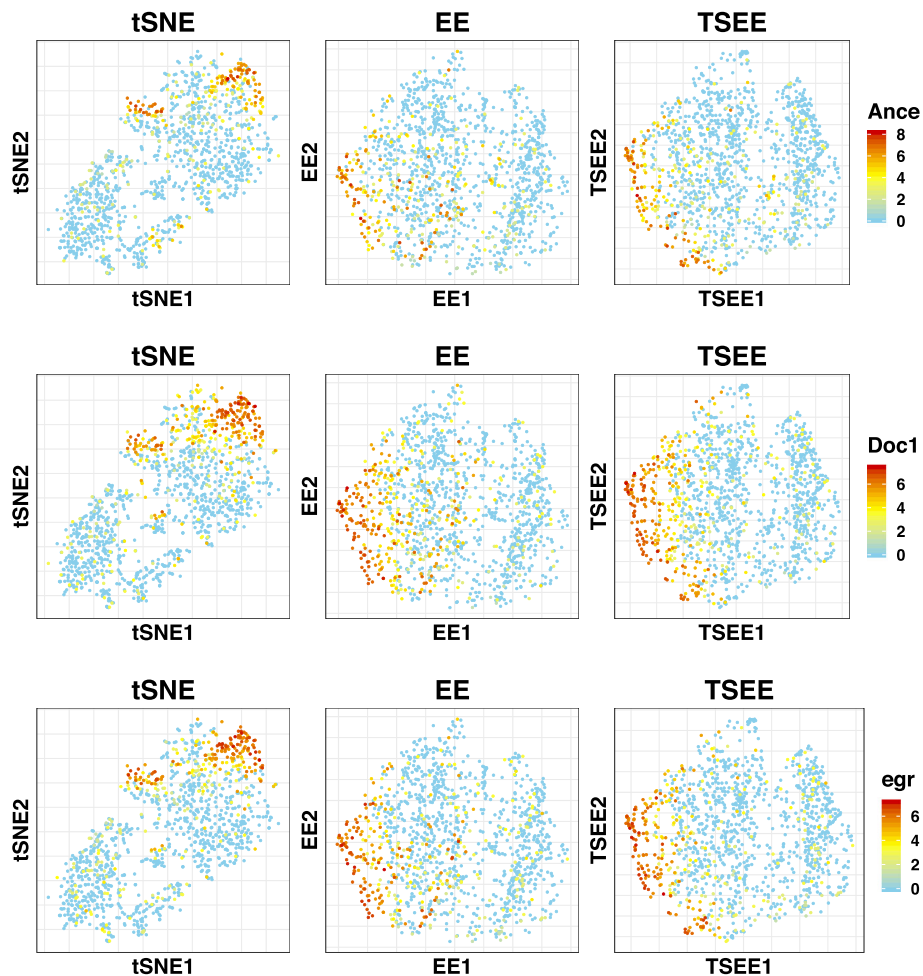 tSNE
EE
TSEE
tSNE2
EE2
TSEE2
Ance
8
6
4
2
0
tSNE1
EE1
TSEE1
tSNE
EE
TSEE
tSNE2
EE2
TSEE2
Doc1
6
4
2
0
tSNE1
EE1
TSEE1
tSNE
EE
TSEE
tSNE2
EE2
TSEE2
egr
6
4
2
0
tSNE1
EE1
TSEE1